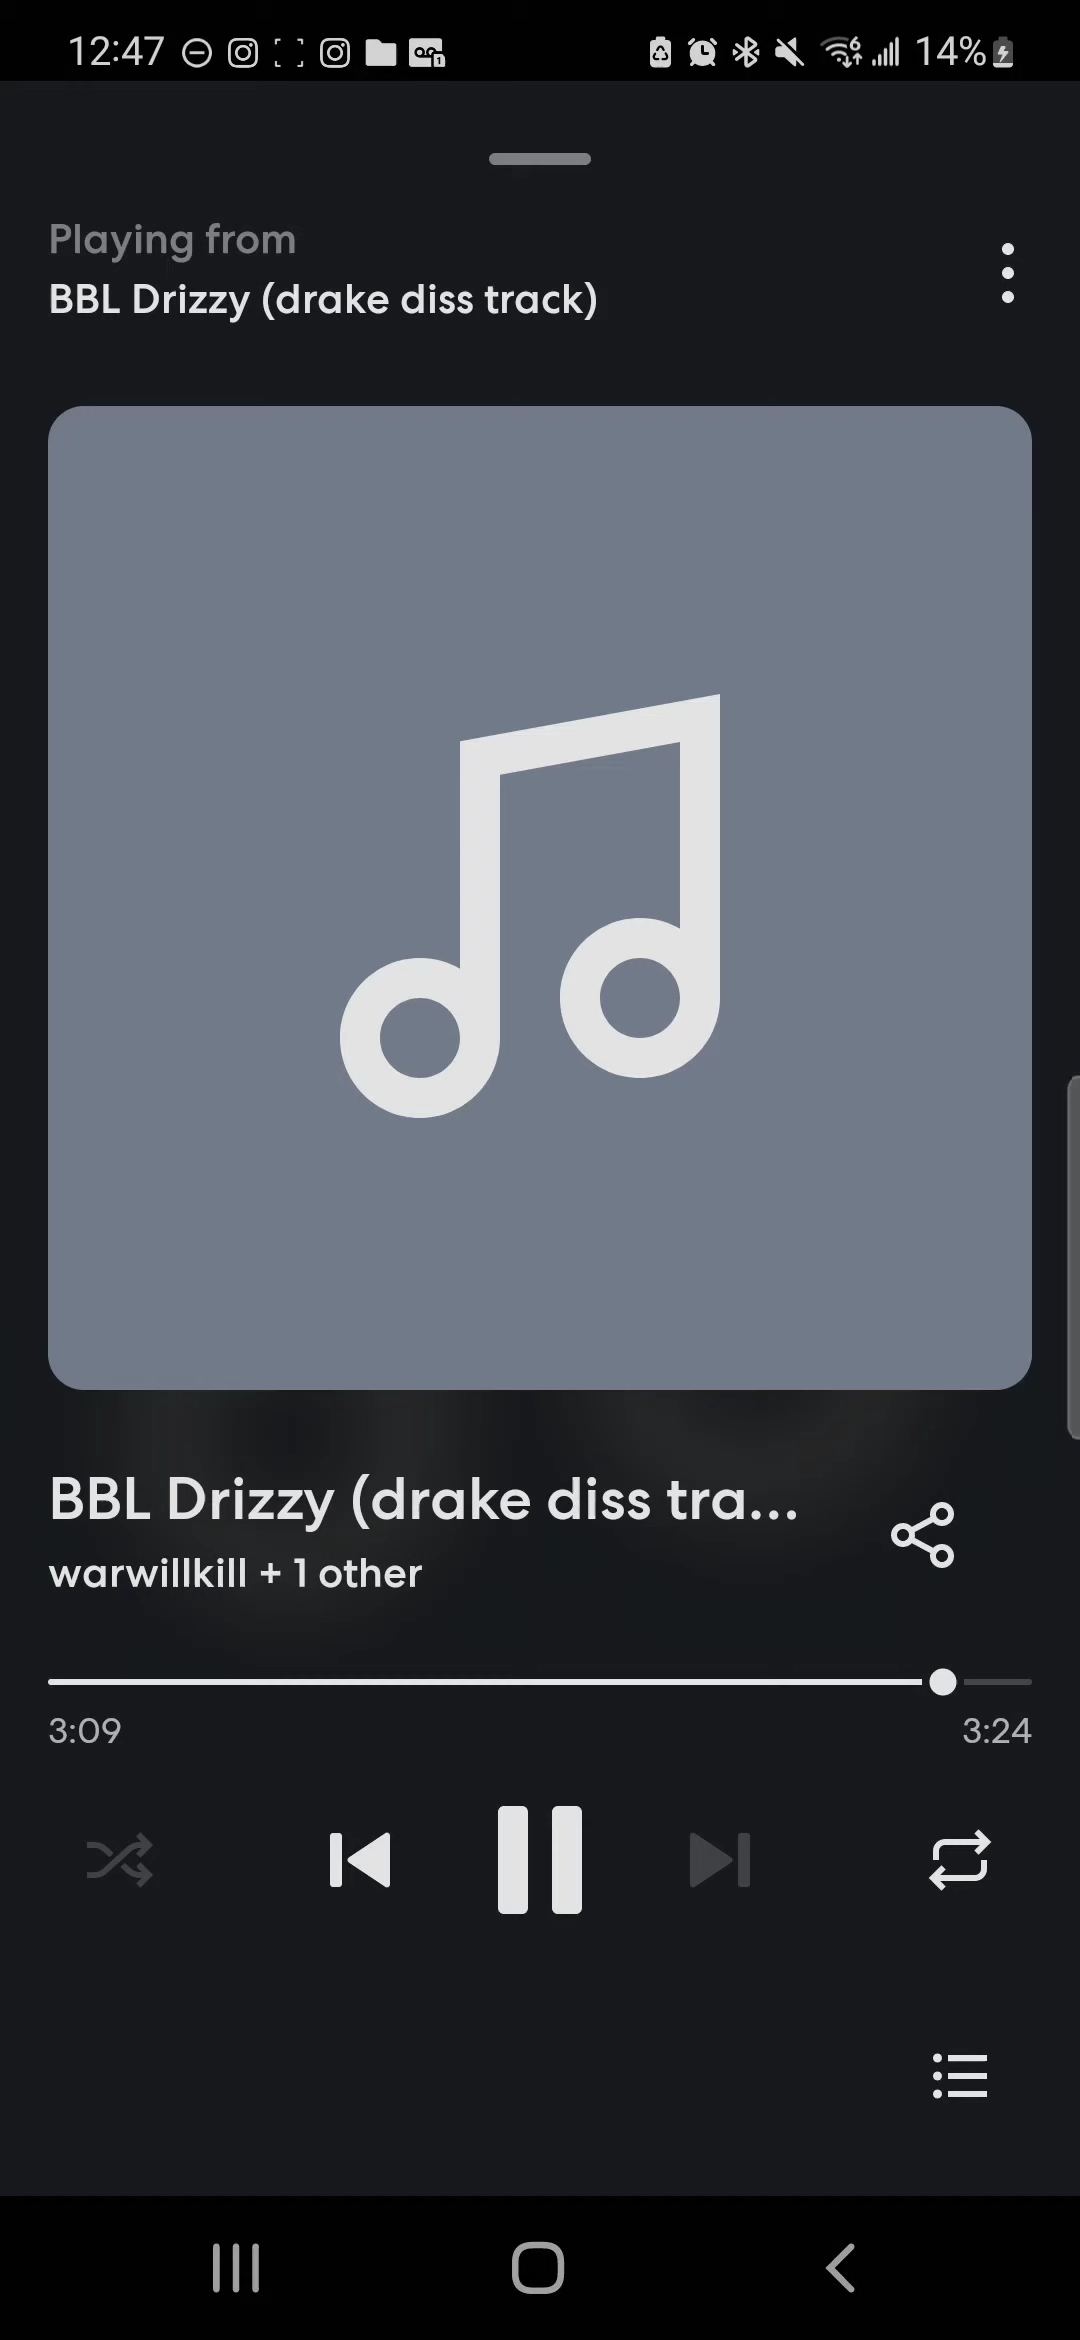 12:47
14%
Playing from
BBL Drizzy (drake diss track)
BBL Drizzy (drake diss tra...
warwillkill + 1 other
3:09
3:24